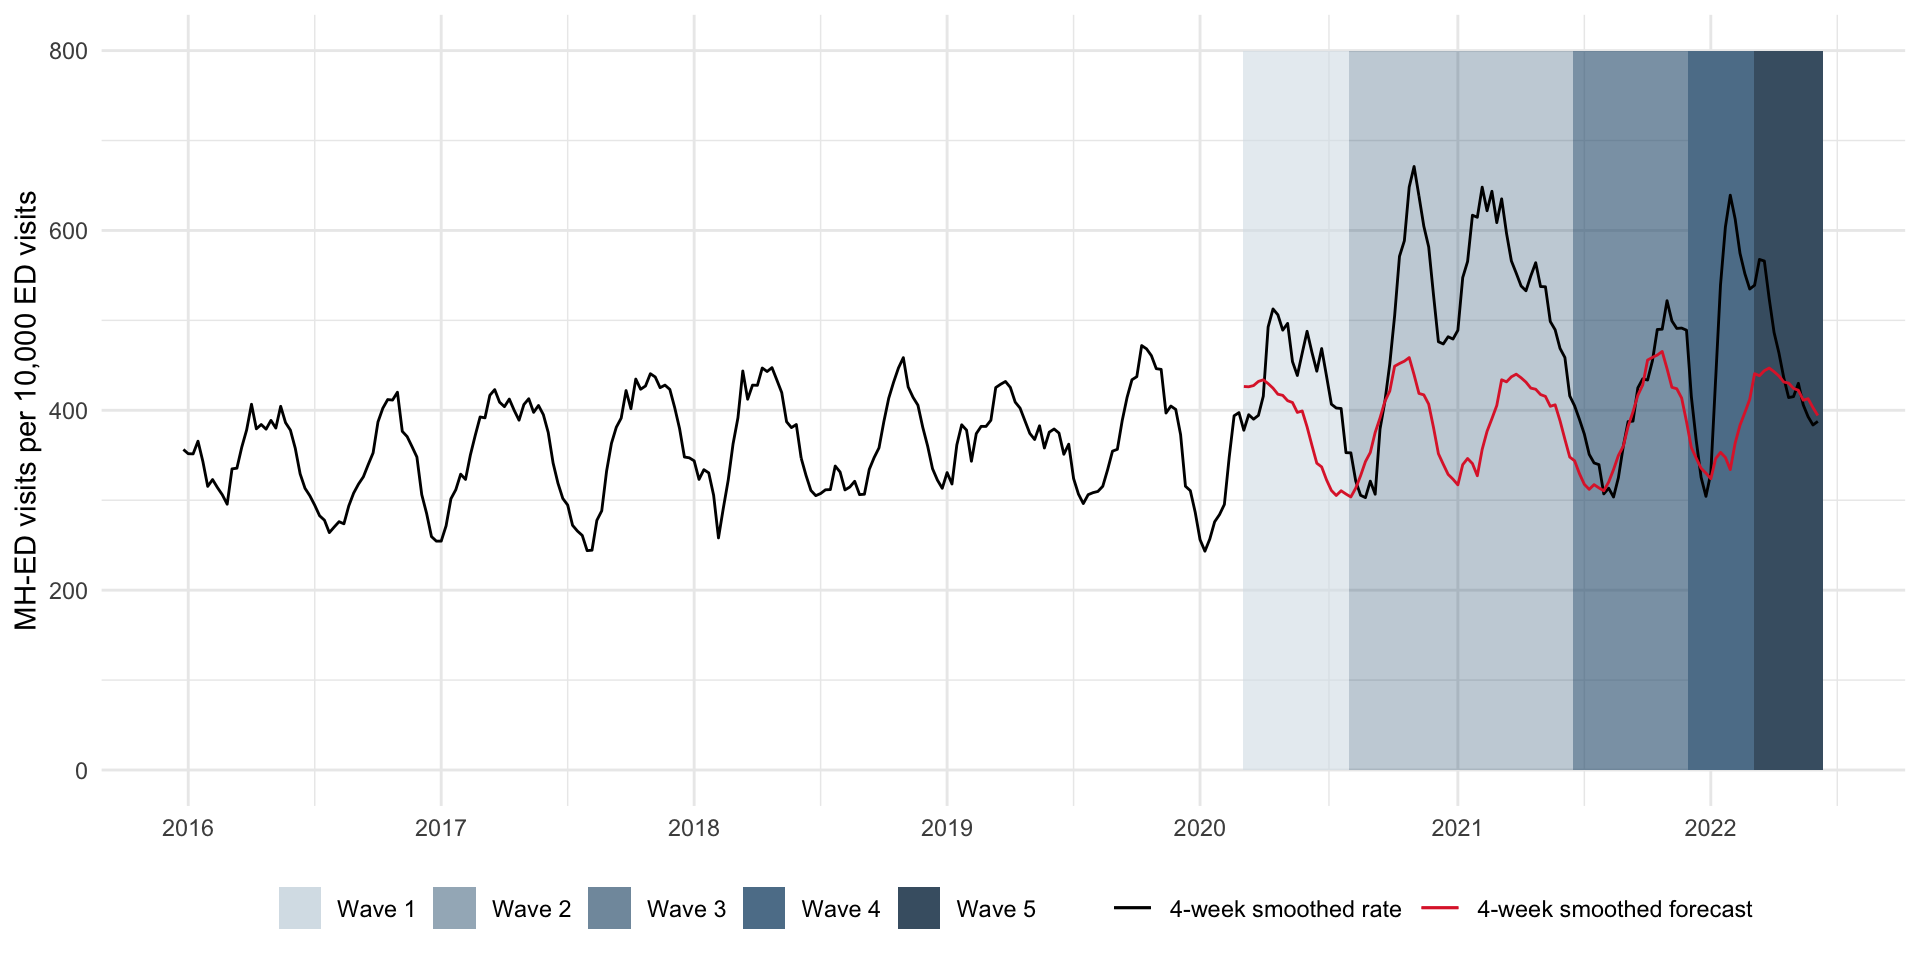 MH-ED visits per 10,000 ED visits
800
600
400
200
0
2016 2017 2018 2019 2020 2021 2022
Wave 1 Wave 2 Wave 3 Wave 4 Wave 5 4-week smoothed rate 4-week smoothed forecast